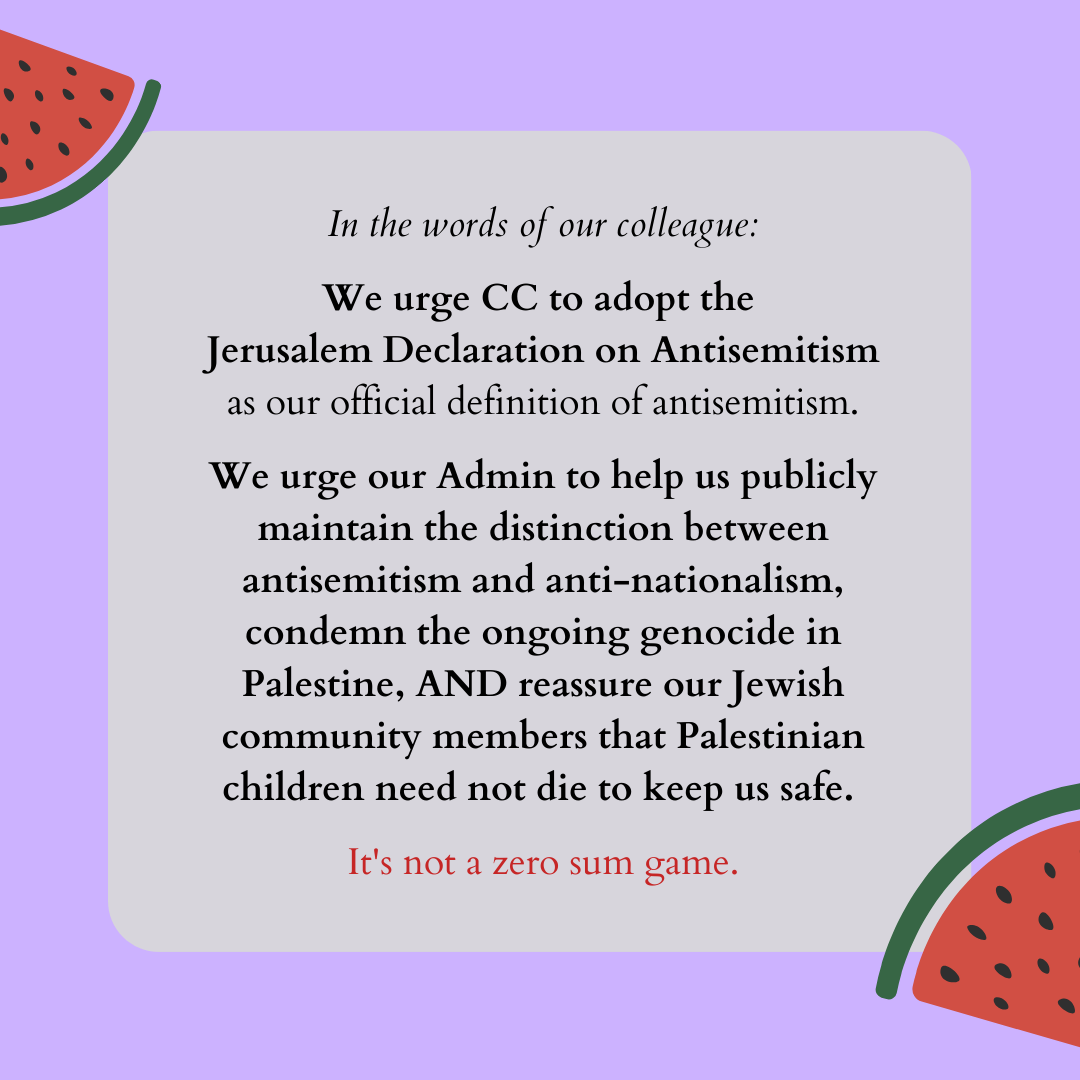 In the words of our colleague:
We urge CC to adopt the
Jerusalem Declaration on Antisemitism
as our official definition of antisemitism.
We urge our Admin to help us publicly
maintain the distinction between
antisemitism and anti-nationalism,
condemn the ongoing genocide in
Palestine, AND reassure our Jewish
community members that Palestinian
children need not die to keep us safe.
It's not a zero sum game.